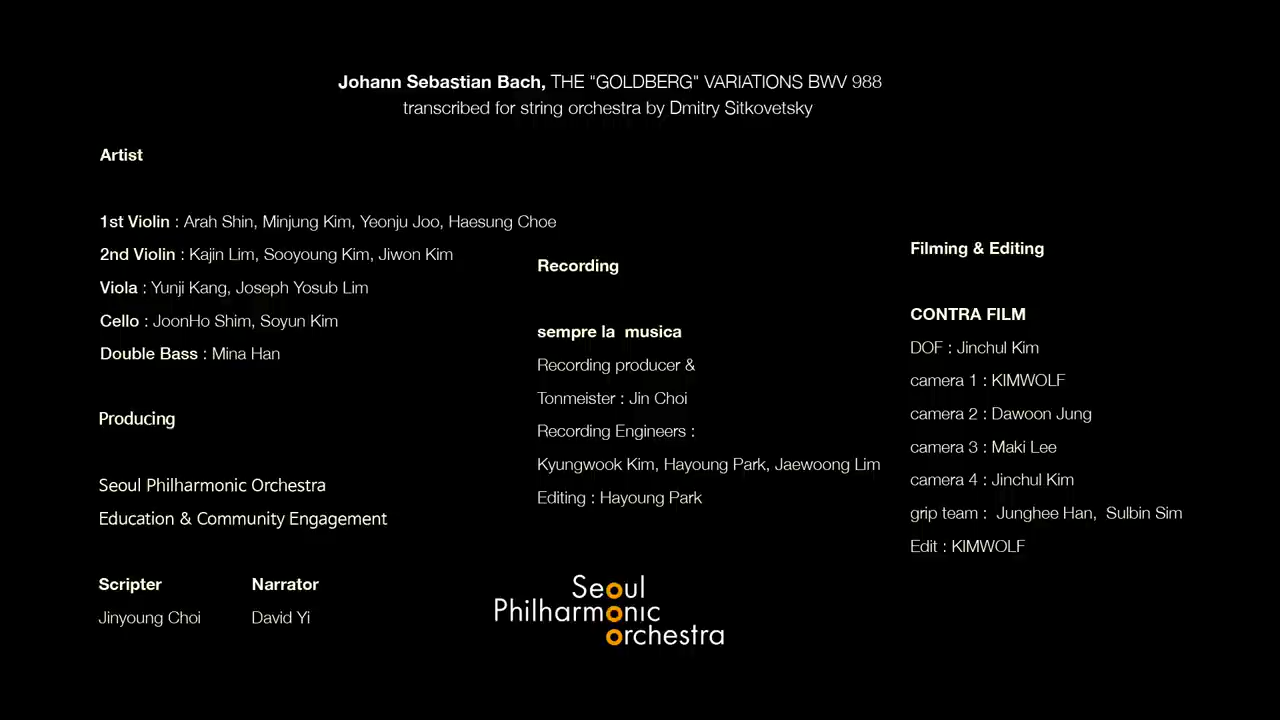 Johann Sebastian Bach, THE "GOLDBERG" VARIATIONS BWV 988
transcribed for string orchestra by Dmitry Sitkovetsky
Artist
1st Violin : Arah Shin, Minjung Kim, Yeonju Joo, Haesung Choe
2nd Violin : Kajin Lim, Sooyoung Kim, Jiwon Kim
Viola : Yunji Kang, Joseph Yosub Lim
Cello : JoonHo Shim, Soyun Kim
Double Bass : Mina Han
Producing
Seoul Philharmonic Orchestra
Education & Community Engagement
Scripter
Jinyoung Choi
Narrator
David Yi
Recording
sempre la  musica
Recording producer &
Tonmeister : Jin Choi
Recording Engineers :
Kyungwook Kim, Hayoung Park, Jaewoong Lim
Editing : Hayoung Park
Seoul
Philharmonic
orchestra
Filming & Editing
CONTRA FILM
DOF : Jinchul Kim
camera 1 : KIMWOLF
camera 2 : Dawoon Jung
camera 3 : Maki Lee
camera 4 : Jinchul Kim
grip team :  Junghee Han,  Sulbin Sim
Edit : KIMWOLF